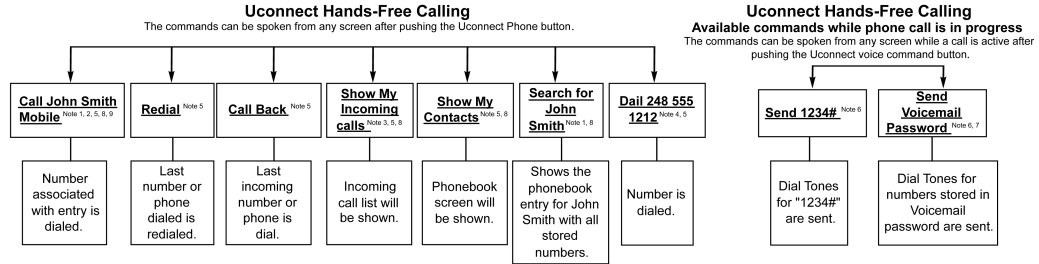 Uconnect Hands-Free Calling
The commands can be spoken from any screen after pushing the Uconnect Phone button.
Call John Smith
Mobile Note 1, 2, 5, 8, 9
Number
associated
with entry is
dialed.
Redial Note 5
Last
number or
phone
dialed is
redialed.
Call Back Note 5
Last
incoming
number or
phone is
dial.
Show My
Incoming
calls Note 3, 5, 8
Incoming
call list will
be shown.
Show My
Contacts Note 5, 8
Phonebook
screen will
be shown.
Search for
John
Smith Note 1, 8
Shows the
phonebook
entry for John
Smith with all
stored
numbers.
Dail 248 555
1212 Note 4, 5
Number is
dialed.
Uconnect Hands-Free Calling
Available commands while phone call is in progress
The commands can be spoken from any screen while a call is active after
pushing the Uconnect voice command button.
Send 1234# Note 6
Dial Tones
for "1234#"
are sent.
Send
Voicemail
Password Note 6, 7
Dial Tones for
numbers stored in
Voicemail
password are sent.